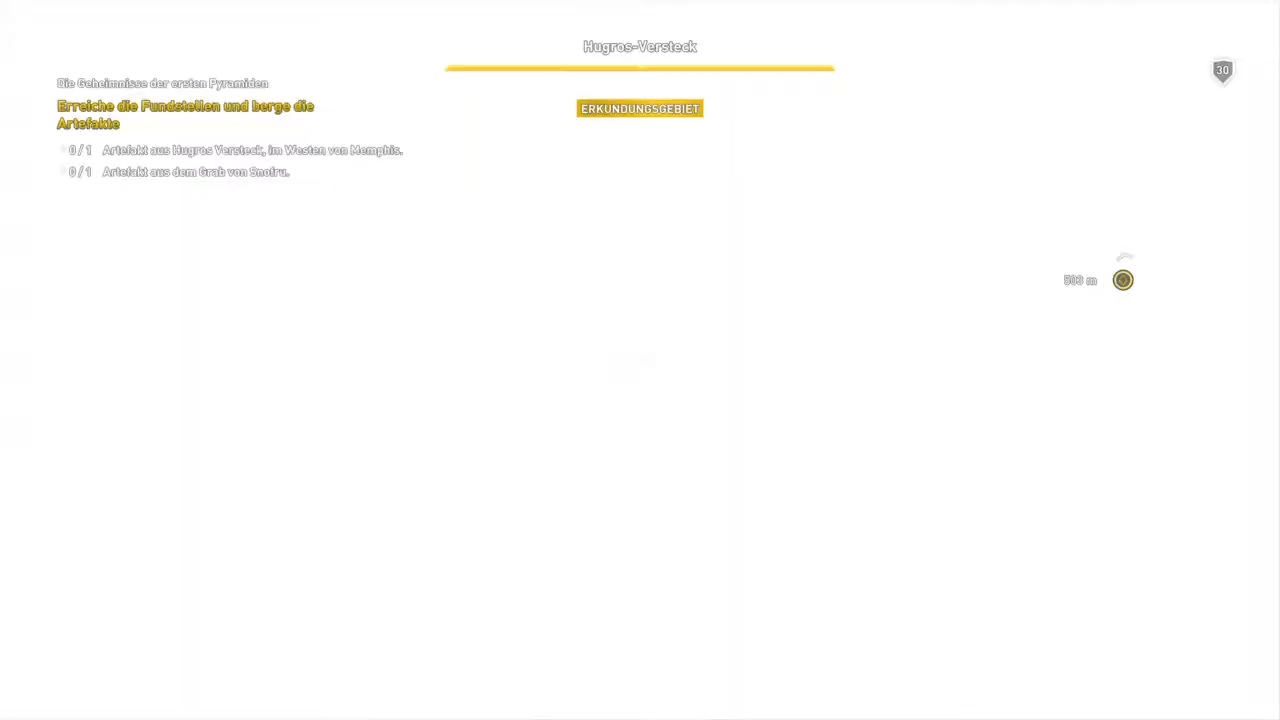 Hugros-Versteck
30
Die Geheimnisse der ersten Pyramiden
Erreiche die Fundstellen und berge die
Artefakte
ERKUNDUNGSGEBIET
0/1 Artefakt aus Hugros Versteck, im Westen von Memphis.
0/1 Artefakt aus dem Grab von Snofru.
503 m